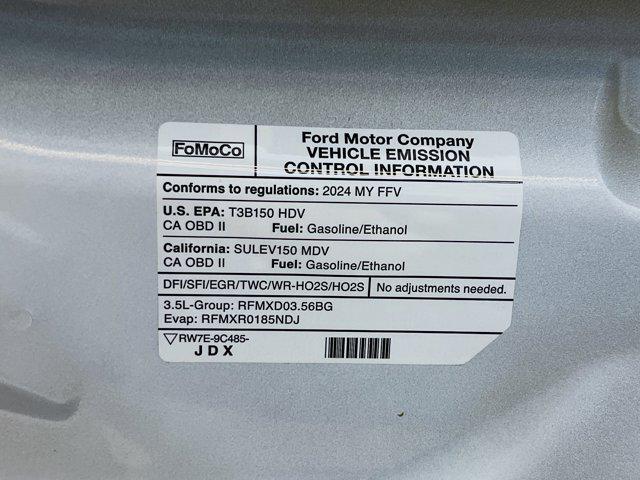 FoMoCo
Ford Motor Company
VEHICLE EMISSION
CONTROL INFORMATION
Conforms to regulations: 2024 MY FFV
U.S. EPA: T3B150 HDV
CA OBD II Fuel: Gasoline/Ethanol
California: SULEV150 MDV
CA OBD II Fuel: Gasoline/Ethanol
DFI/SFI/EGR/TWC/WR-HO2S/HO2S No adjustments needed.
3.5L-Group: RFMXD03.56BG
Evap: RFMXR0185NDJ
RW7E-9C485-
JDX